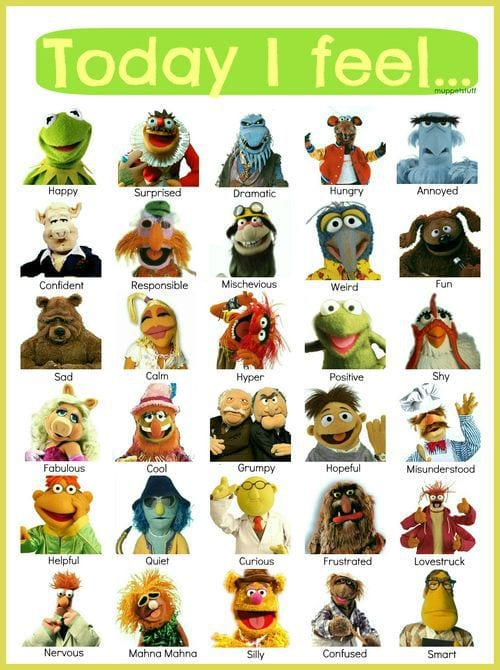 Today I feel...
muppetstuff
Happy
Surprised
Dramatic
Hungry
Annoyed
Confident
Responsible
Mischevious
Weird
Fun
Sad
Calm
Hyper
Positive
Shy
Fabulous
Cool
Grumpy
Hopeful
Misunderstood
Helpful
Quiet
Curious
Frustrated
Lovestruck
Nervous
Mahna Mahna
Silly
Confused
Smart